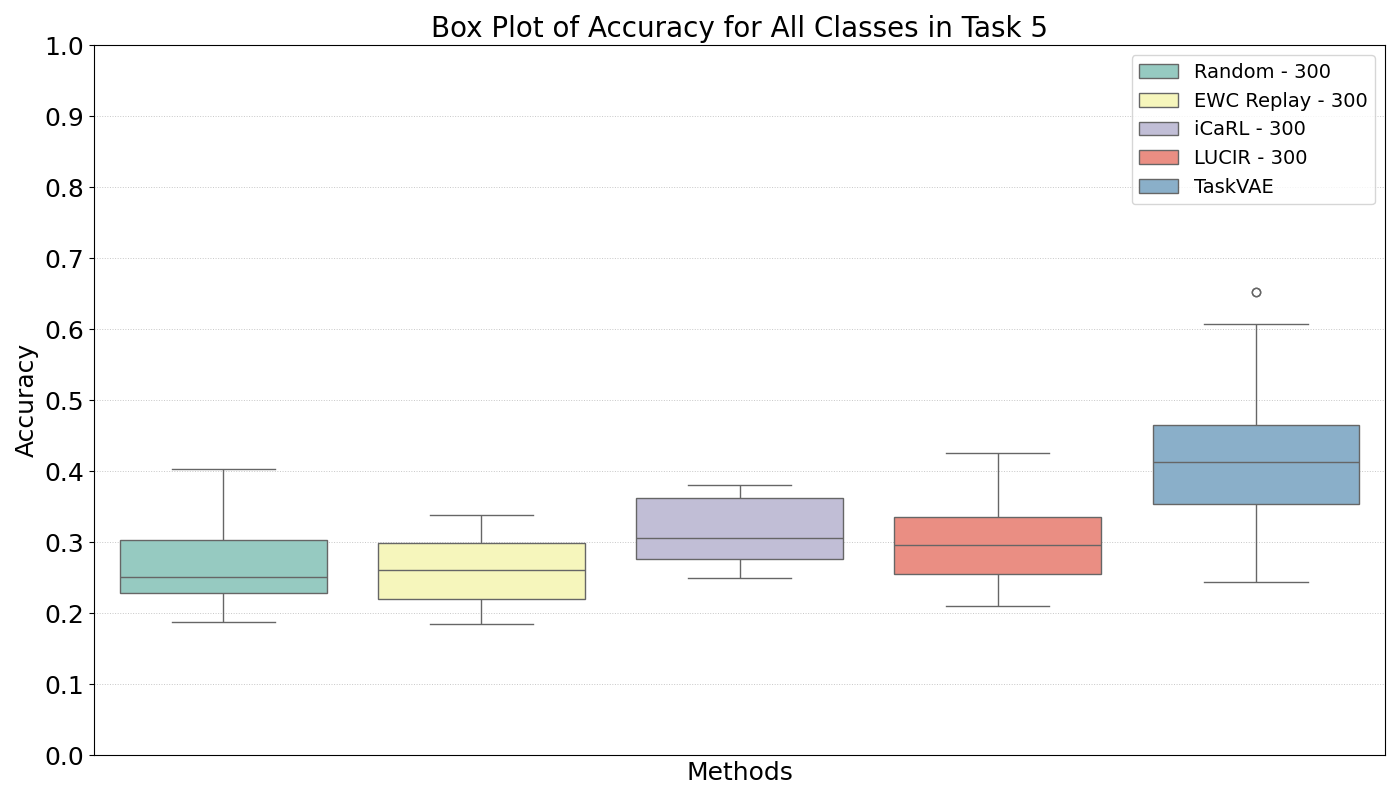 Box Plot of Accuracy for All Classes in Task 5
1.0
0.9
0.8
0.7
0.6
0.5
0.4
0.3
0.2
0.1
0.0
Accuracy
Methods
Random - 300
EWC Replay - 300
iCaRL - 300
LUCIR - 300
TaskVAE